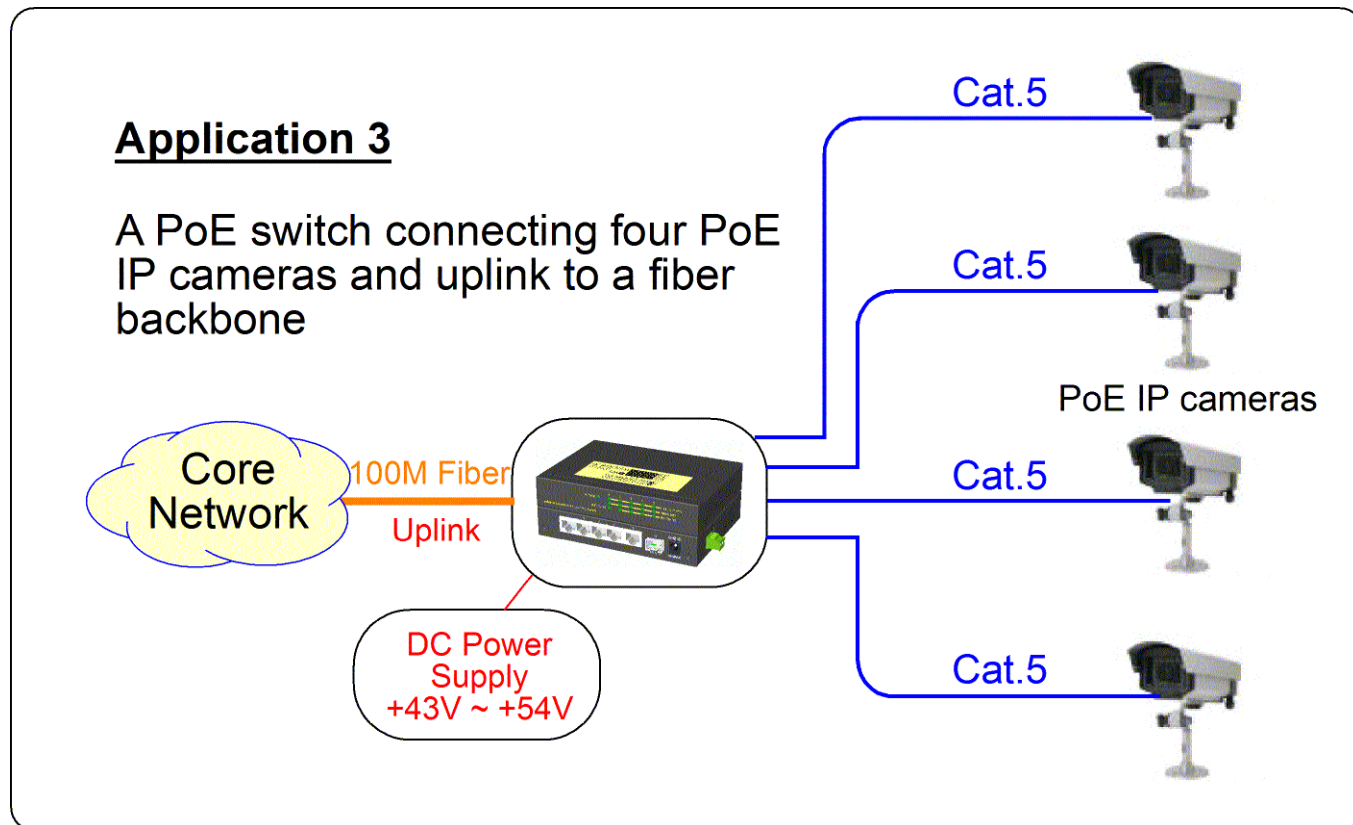 Application 3
A PoE switch connecting four PoE
IP cameras and uplink to a fiber
backbone
Cat.5
Cat.5
PoE IP cameras
Cat.5
Cat.5
Core
Network
100M Fiber
Uplink
DC Power
Supply
+43V ~ +54V